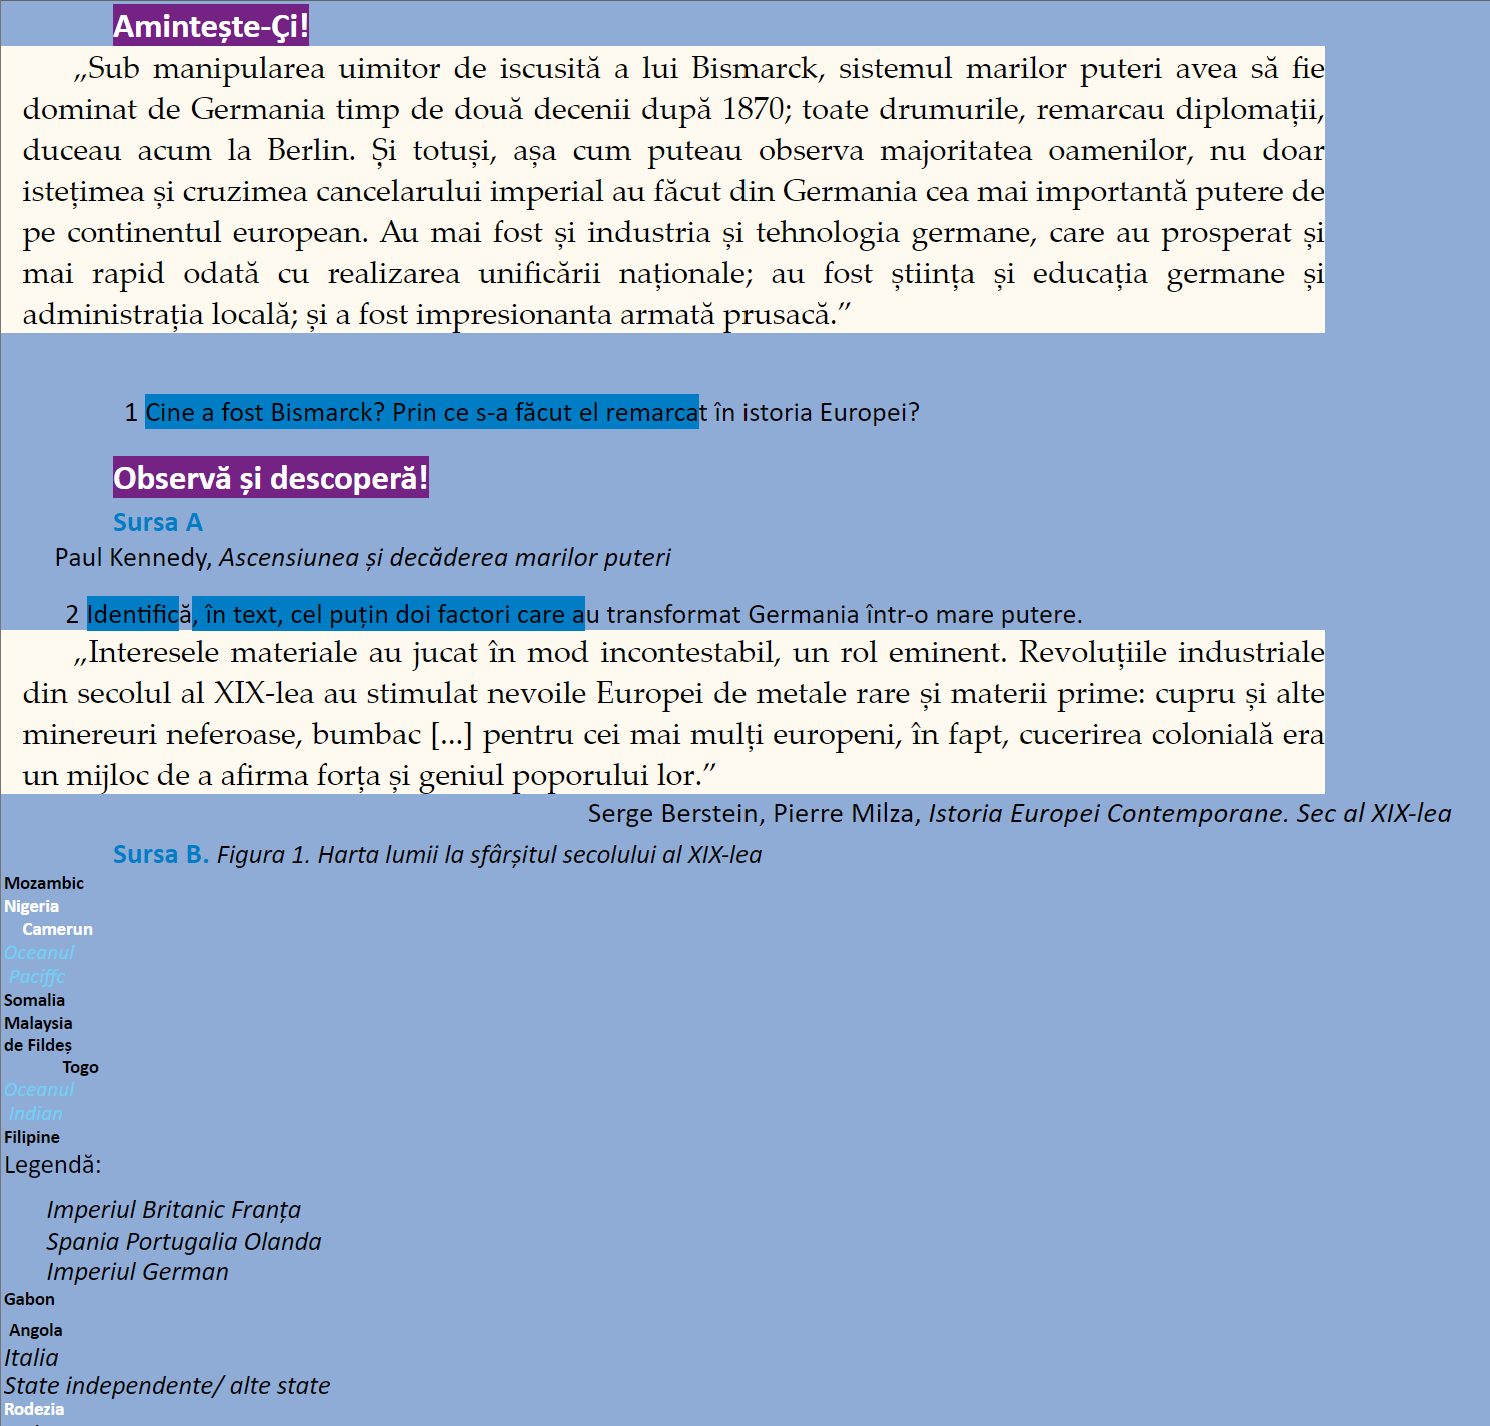 Amintește-Çi!
„Sub manipularea uimitor de iscusită a lui Bismarck, sistemul marilor puteri avea să fie
dominat de Germania timp de două decenii după 1870; toate drumurile, remarcau diplomații,
duceau acum la Berlin. Și totuși, așa cum puteau observa majoritatea oamenilor, nu doar
istețimea și cruzimea cancelarului imperial au făcut din Germania cea mai importantă putere de
pe continentul european. Au mai fost și industria și tehnologia germane, care au prosperat și
mai rapid odată cu realizarea unificării naționale; au fost știința și educația germane și
administrația locală; și a fost impresionanta armată prusacă.”
1 Cine a fost Bismarck? Prin ce s-a făcut el remarcat în istoria Europei?
Observă și descoperă!
Sursa A
Paul Kennedy, Ascensiunea și decăderea marilor puteri
2 Identifică, în text, cel puțin doi factori care au transformat Germania într-o mare putere.
„Interesele materiale au jucat în mod incontestabil, un rol eminent. Revoluțiile industriale
din secolul al XIX-lea au stimulat nevoile Europei de metale rare și materii prime: cupru și alte
minereuri neferoase, bumbac [...] pentru cei mai mulți europeni, în fapt, cucerirea colonială era
un mijloc de a afirma forța și geniul poporului lor.”
Serge Berstein, Pierre Milza, Istoria Europei Contemporane. Sec al XIX-lea
Sursa B. Figura 1. Harta lumii la sfârșitul secolului al XIX-lea
Mozambic
Nigeria
Camerun
Oceanul
Paciffc
Somalia
Malaysia
de Fildeș
Togo
Oceanul
Indian
Filipine
Legendă:
Imperiul Britanic Franța
Spania Portugalia Olanda
Imperiul German
Gabon
Angola
Italia
State independente/ alte state
Rodezia